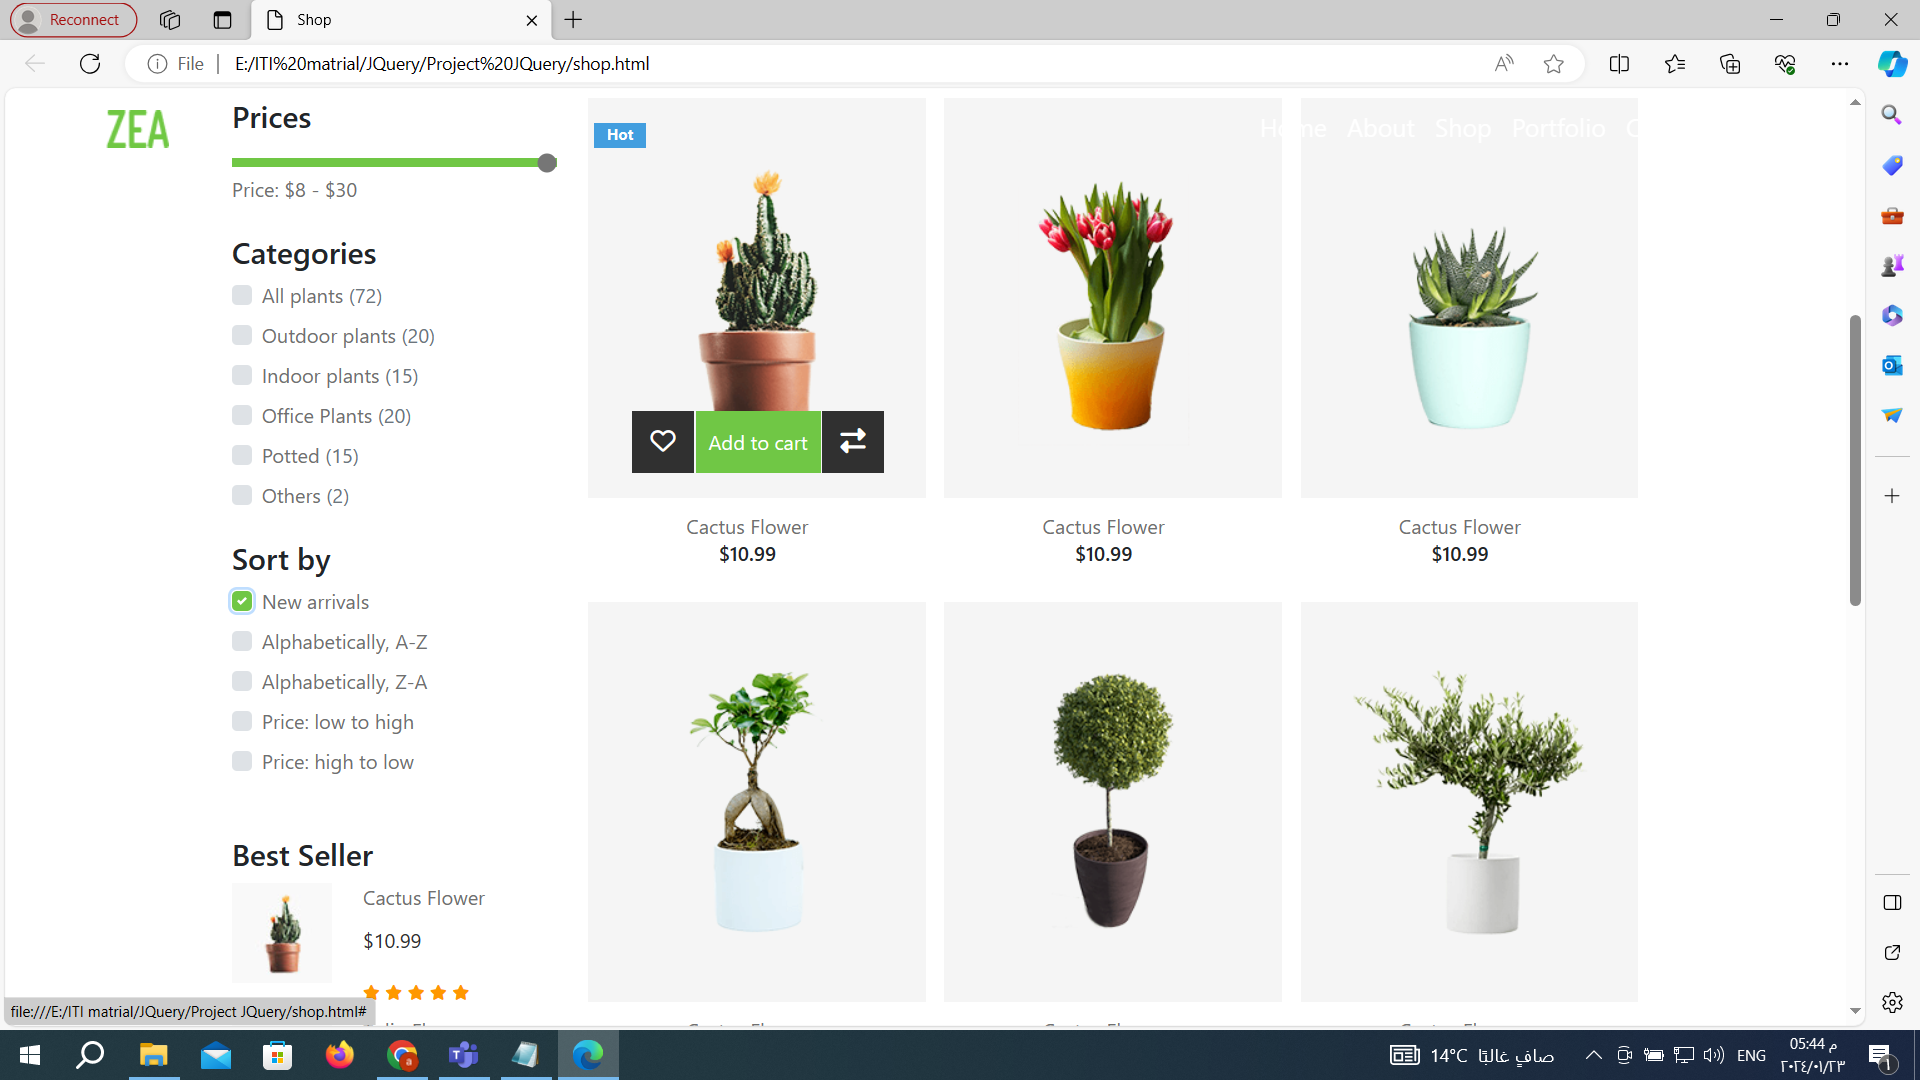 Reconnect
Shop
File
E:/ITI%20matrial/JQuery/Project%20JQuery/shop.html
ZEA
Home About Shop Portfolio
Prices
Price: $8 - $30
Categories
All plants (72)
Outdoor plants (20)
Indoor plants (15)
Office Plants (20)
Potted (15)
Others (2)
Sort by
New arrivals
Alphabetically, A-Z
Alphabetically, Z-A
Price: low to high
Price: high to low
Best Seller
Cactus Flower
$10.99
Hot
Add to cart
Cactus Flower
$10.99
Cactus Flower
$10.99
Cactus Flower
$10.99
file:///E:/ITI matrial/JQuery/Project JQuery/shop.html#
14°C صافٍ غالبًا
ENG
05:44 م
٢٠٢٤/٠١/٢٣
١